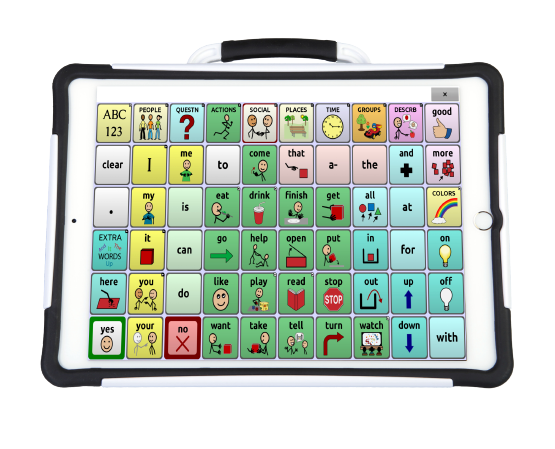 ×
ABC 123
PEOPLE
QUESTN
ACTIONS
SOCIAL
PLACES
TIME
GROUPS
DESCRB
good
clear
I
me
to
come
that
a-
the
and
more
.
my
is
eat
drink
finish
get
all
at
COLORS
EXTRA WORDS
it
can
go
help
open
put
in
for
on
here
you
do
like
play
read
stop
STOP
out
up
off
yes
your
no
want
take
tell
turn
watch
down
with